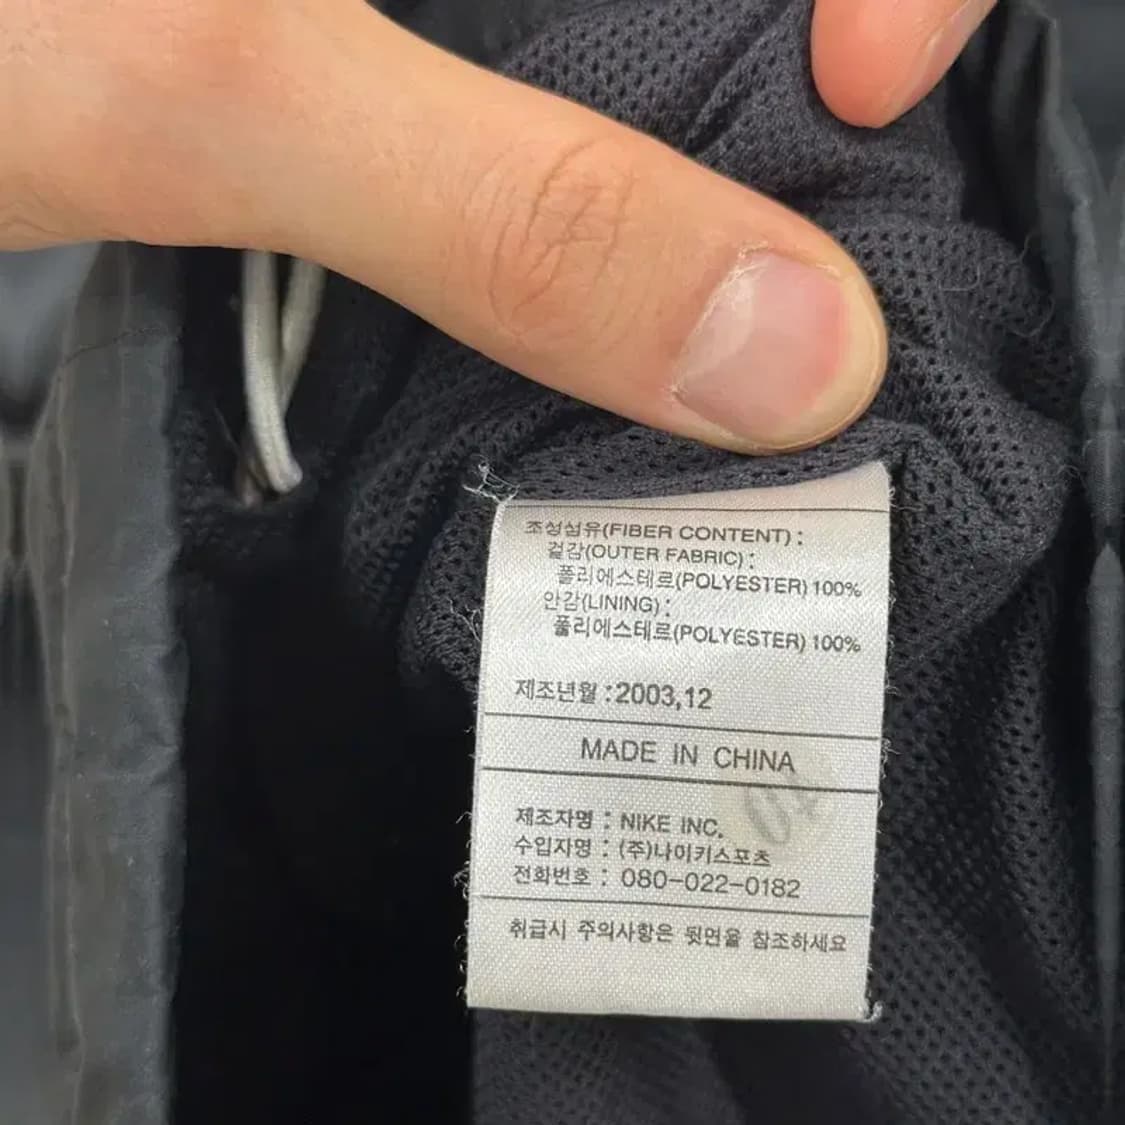 조성섬유(FIBER CONTENT) :
겉감(OUTER FABRIC) :
폴리에스테르(POLYESTER) 100%
안감(LINING) :
폴리에스테르(POLYESTER) 100%
제조년월 : 2003,12
MADE IN CHINA
제조자명 : NIKE INC.
수입자명 : (주)나이키스포츠
전화번호 : 080-022-0182
취급시 주의사항은 뒷면을 참조하세요